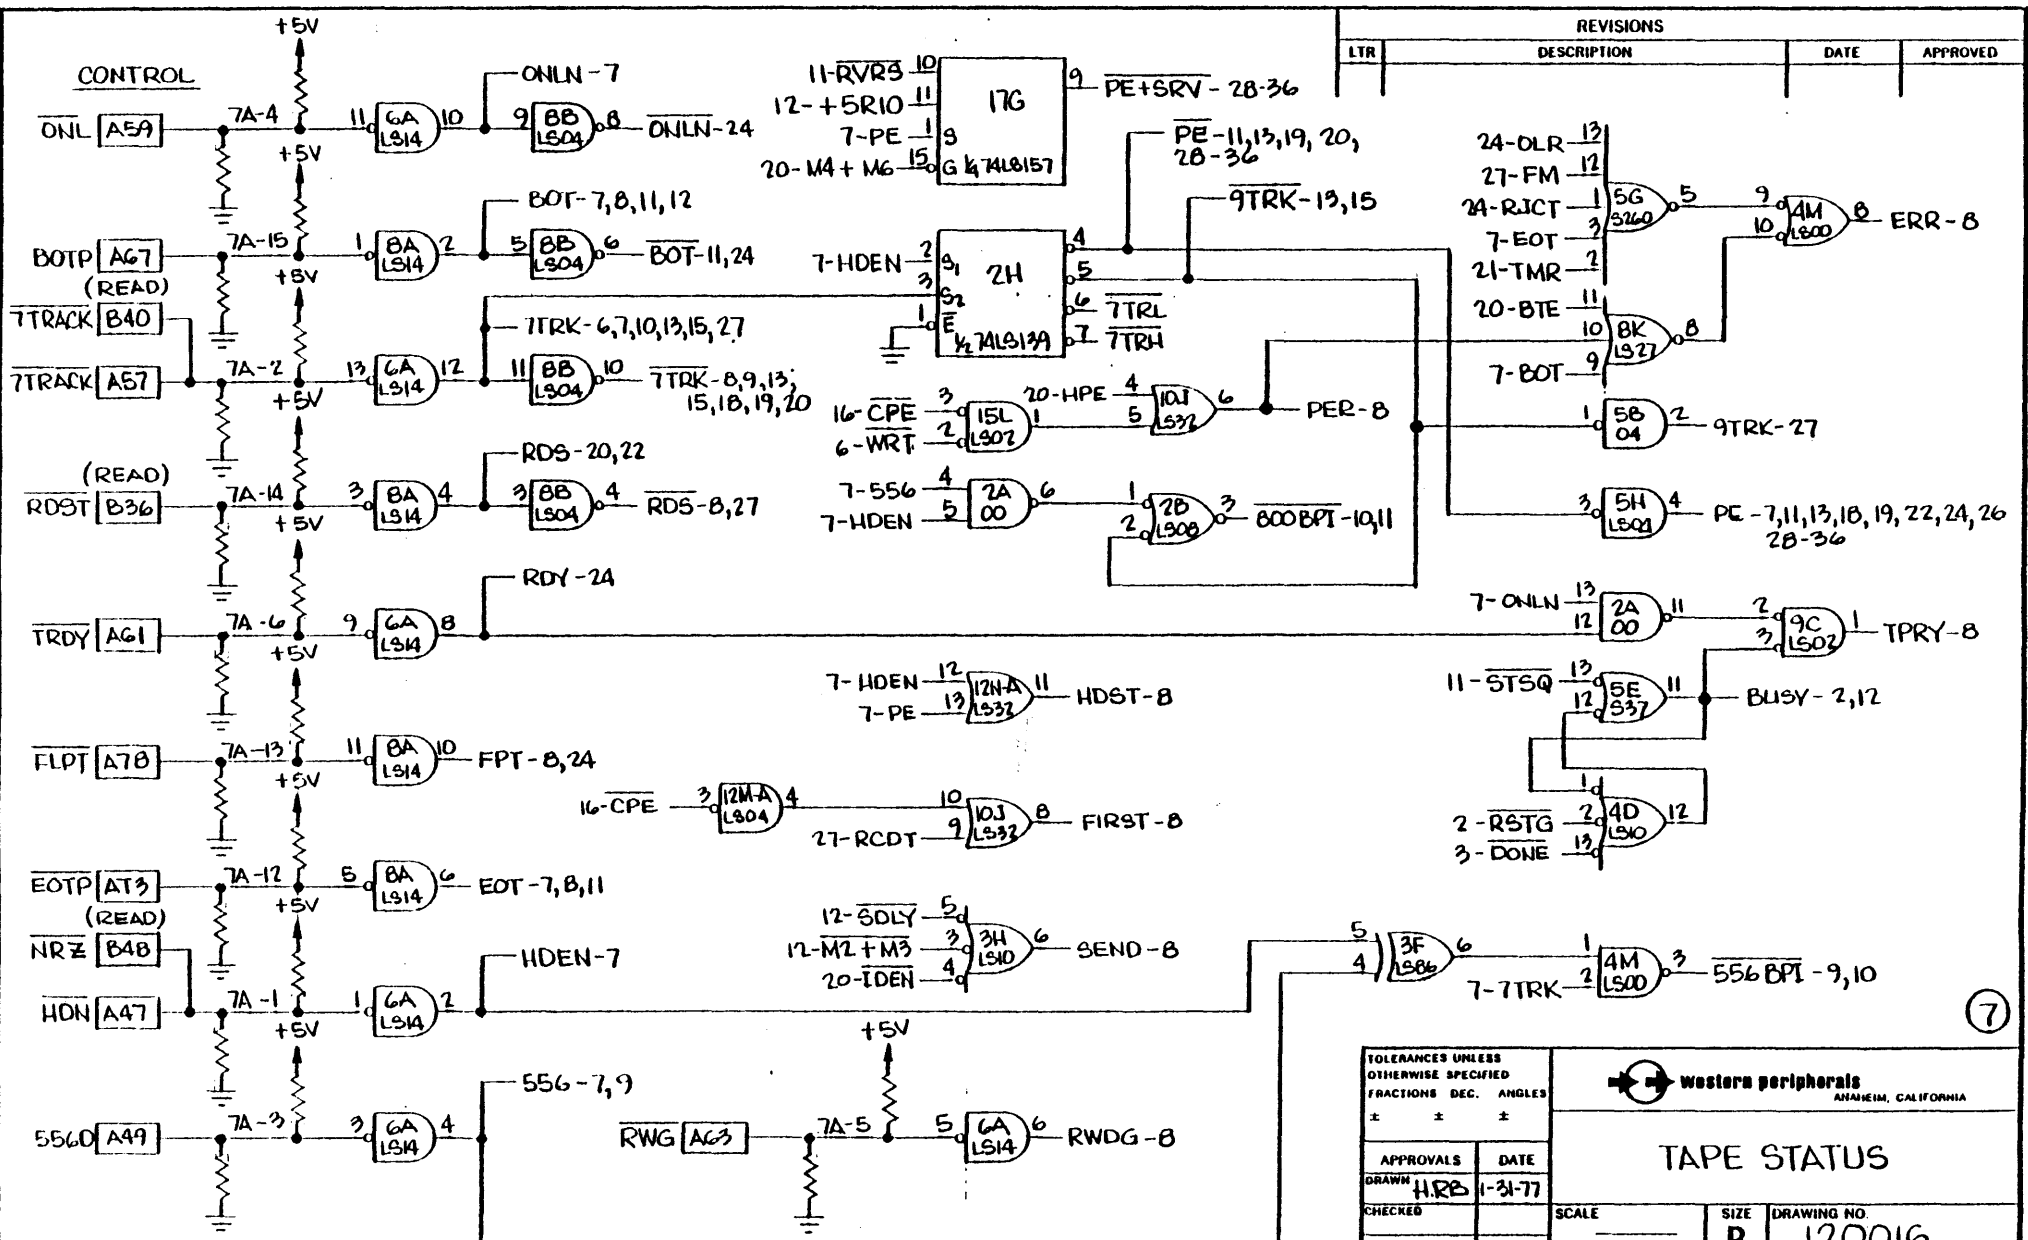 REVISIONS
LTR DESCRIPTION DATE APPROVED
CONTROL
+5V
ONL A59 7A-4 11 6A LS14 10
ONLN-7
9 8B LS04 8 ONLN-24
+5V
BOTP A67 7A-15 1 8A LS14 2
BOT-7,8,11,12
5 8B LS04 6 BOT-11,24
+5V
(READ)
7TRACK B40
7TRACK A57 7A-2 13 6A LS14 12
7TRK-6,7,10,13,15,27
11 8B LS04 10 7TRK-8,9,13,
15,18,19,20
+5V
(READ)
RDST B36 7A-14 3 8A LS14 4
RDS-20,22
3 8B LS04 4 RDS-8,27
+5V
TRDY A61 7A-6 9 6A LS14 8
RDY-24
+5V
FLPT A78 7A-13 11 8A LS14 10 FPT-8,24
+5V
EOTP A73 7A-12 5 8A LS14 6 EOT-7,8,11
+5V
(READ)
NRZ B48
HDN A47 7A-1 1 6A LS14 2
HDEN-7
+5V
556D A49 7A-3 3 6A LS14 4
556-7,9
11-RVRS 10
12-+5R10 11
7-PE 1 S
20-M4+M6 15 G
17G
¼74LS157
9 PE+SRV-28-36
PE-11,13,19,20,
28-36
9TRK-13,15
7-HDEN 2 S1
3 S2
1 E
2H
½74LS139
4
5
6 7TRL
7 7TRH
16-CPE 3
6-WRT 2
15L LS02 1
20-HPE 4
5
10J LS32 6 PER-8
7-556 4
7-HDEN 5
2A 00 6
1
2
2B LS08 3 800BPI-10,11
7-HDEN 12
7-PE 13
12N-A LS32 11 HDST-8
16-CPE 3 12M-A LS04 4
10
27-RCDT 9
10J LS32 8 FIRST-8
12-SDLY 5
12-M2+M3 3
20-IDEN 4
3H LS10 6 SEND-8
+5V
RWG A63 7A-5 5 6A LS14 6 RWDG-8
24-OLR 13
27-FM 12
24-RJCT 1
7-EOT 3
21-TMR 2
5G S260 5
20-BTE 11
10
7-BOT 9
8K LS27 8
9
10
4M LS00 8 ERR-8
1 5B 04 2 9TRK-27
3 5H LS04 4 PE-7,11,13,18,19,22,24,26
28-36
7-ONLN 13
12
2A 00 11
2
3
9C LS02 1 TPRY-8
11-STSQ 13
12
5E S37 11 BUSY-2,12
1
2-RSTG 2
3-DONE 13
4D LS10 12
5
4
3F LS86 6
1
7-7TRK 2
4M LS00 3 556BPI-9,10
7
TOLERANCES UNLESS
OTHERWISE SPECIFIED
FRACTIONS DEC. ANGLES
± ± ±
western peripherals
ANAHEIM, CALIFORNIA
TAPE STATUS
APPROVALS DATE
DRAWN H.RB 1-31-77
CHECKED
SCALE
SIZE
DRAWING NO.
120016